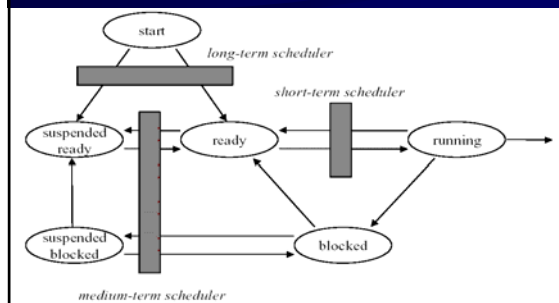 start
long-term scheduler
short-term scheduler
suspended
ready
ready
running
suspended
blocked
blocked
medium-term scheduler